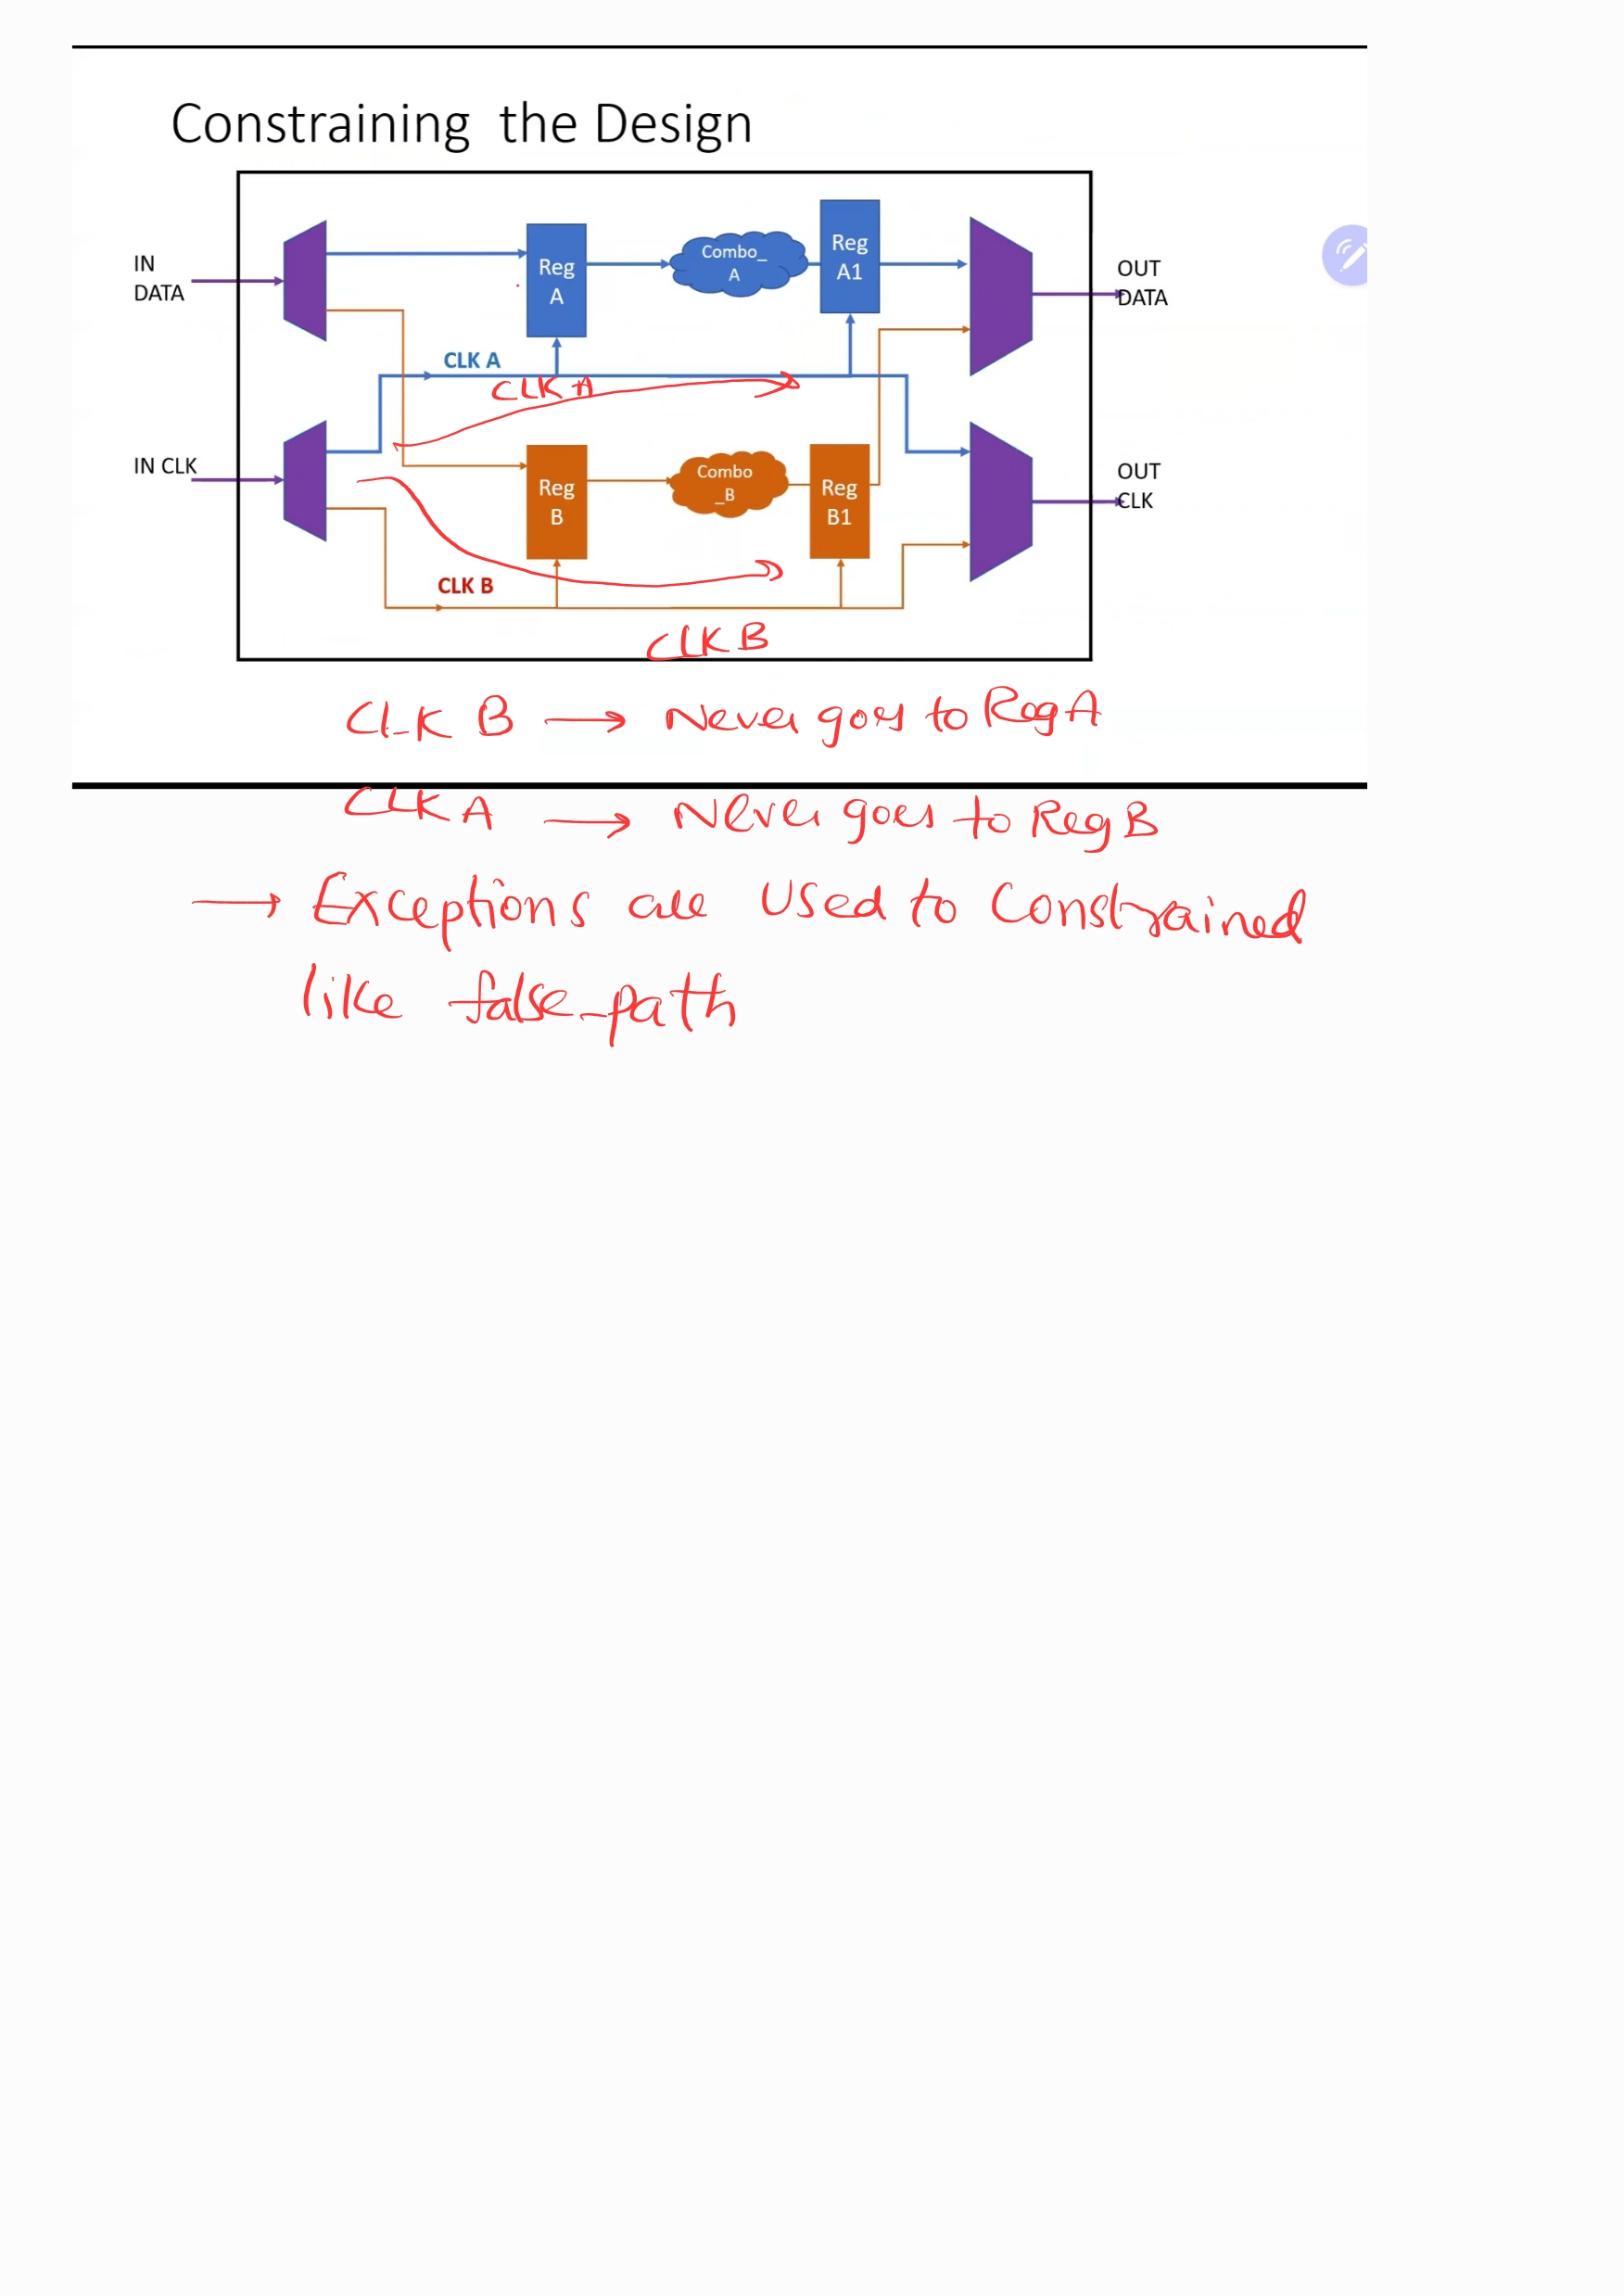 Constraining the Design
IN
DATA
Reg
A
Combo_
A
Reg
A1
OUT
DATA
CLK A
CLK A
IN CLK
Reg
B
Combo
_B
Reg
B1
OUT
CLK
CLK B
CLK B
CLK B → Never goes to Reg A
CLK A → Never goes to Reg B
→ Exceptions are Used to Constrained
like false_path